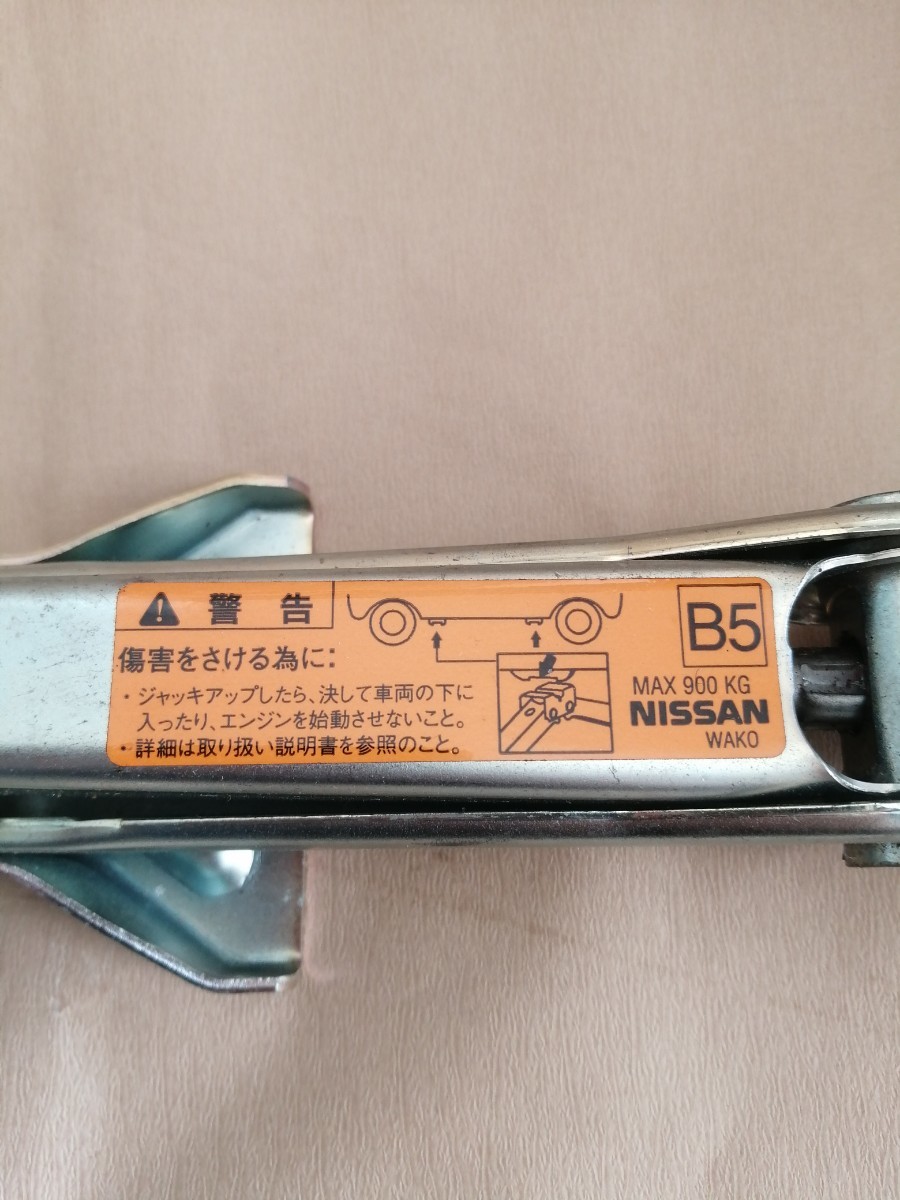 警告
傷害をさける為に:
・ジャッキアップしたら、決して車両の下に
入ったり、エンジンを始動させないこと。
・詳細は取り扱い説明書を参照のこと。
B5
MAX 900 KG
NISSAN
WAKO